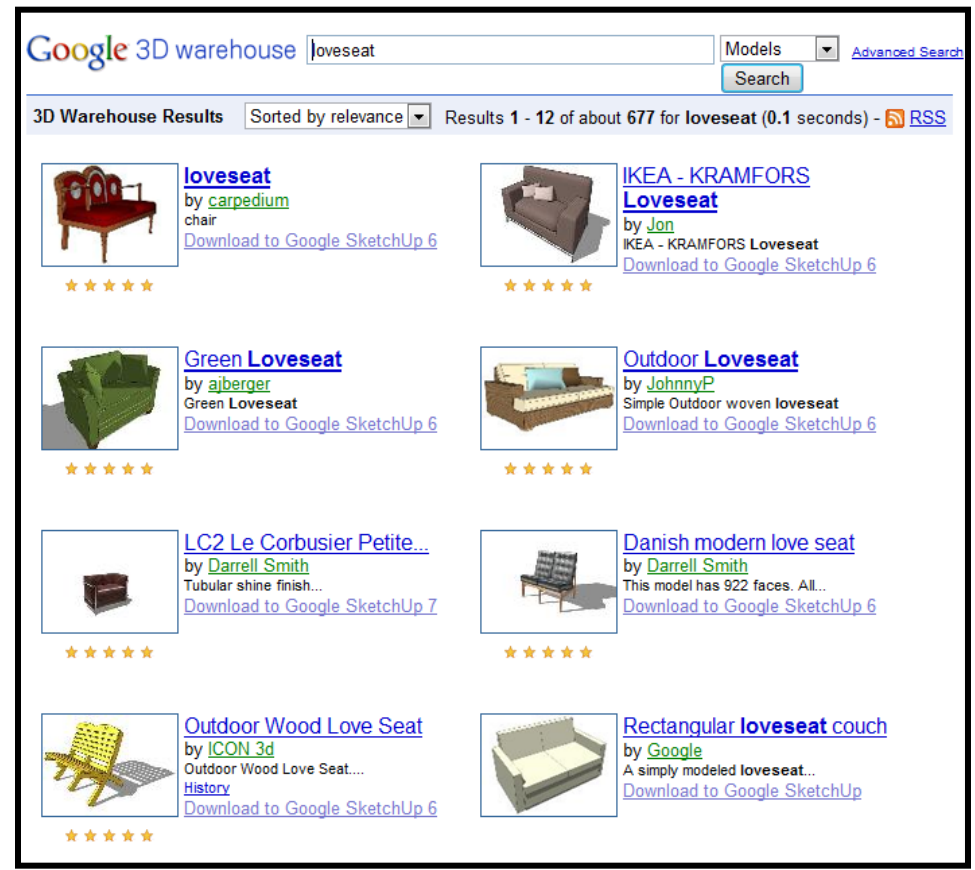 Google 3D warehouse loveseat Models Advanced Search
Search
3D Warehouse Results Sorted by relevance Results 1 - 12 of about 677 for loveseat (0.1 seconds) - RSS
loveseat
by carpedium
chair
Download to Google SketchUp 6
IKEA - KRAMFORS
Loveseat
by Jon
IKEA - KRAMFORS Loveseat
Download to Google SketchUp 6
Green Loveseat
by ajberger
Green Loveseat
Download to Google SketchUp 6
Outdoor Loveseat
by JohnnyP
Simple Outdoor woven loveseat
Download to Google SketchUp 6
LC2 Le Corbusier Petite...
by Darrell Smith
Tubular shine finish...
Download to Google SketchUp 7
Danish modern love seat
by Darrell Smith
This model has 922 faces. All...
Download to Google SketchUp 6
Outdoor Wood Love Seat
by ICON 3d
Outdoor Wood Love Seat....
History
Download to Google SketchUp 6
Rectangular loveseat couch
by Google
A simply modeled loveseat...
Download to Google SketchUp